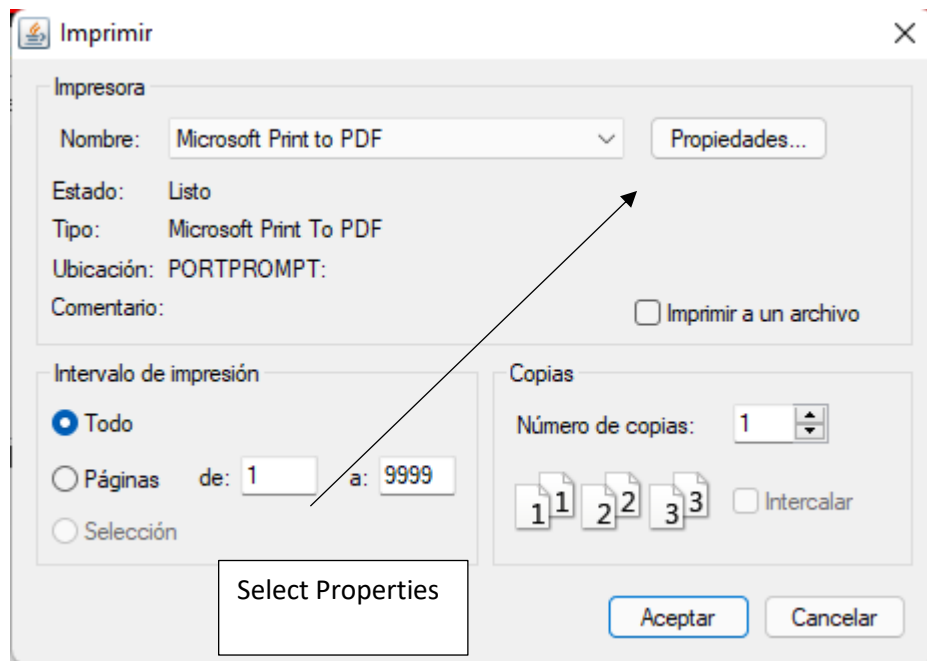 Imprimir
Impresora
Nombre: Microsoft Print to PDF Propiedades...
Estado: Listo
Tipo: Microsoft Print To PDF
Ubicación: PORTPROMPT:
Comentario: Imprimir a un archivo
Intervalo de impresión
Todo
Páginas de: 1 a: 9999
Selección
Copias
Número de copias: 1
1 1 2 2 3 3 Intercalar
Select Properties
Aceptar Cancelar